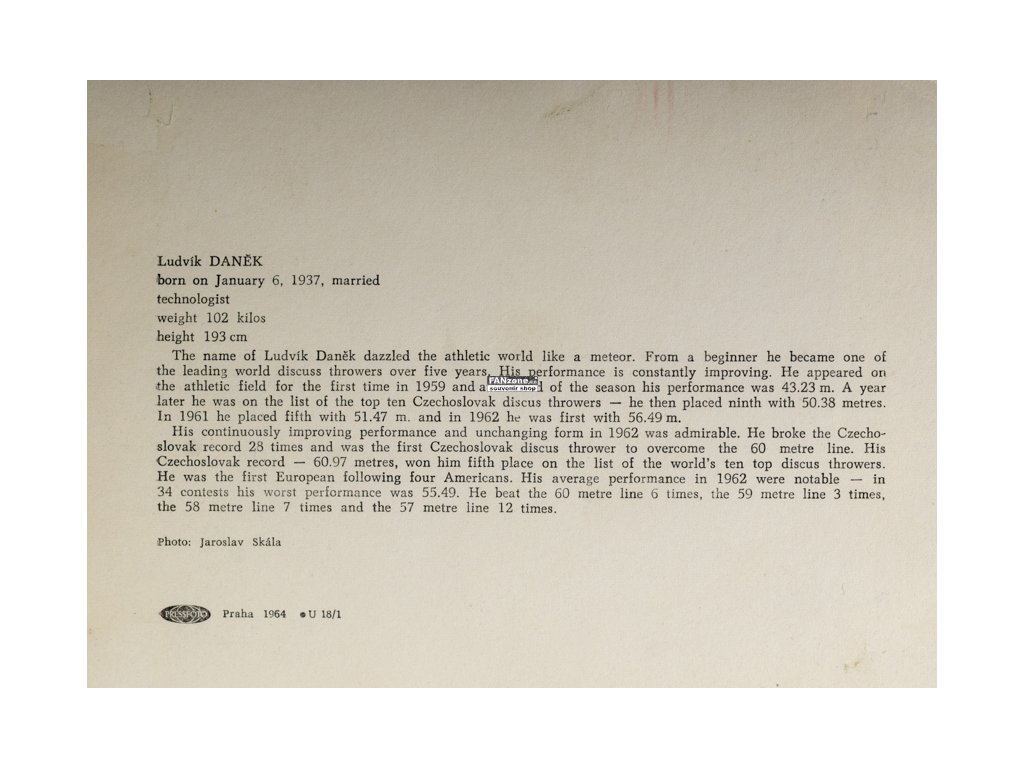 Ludvík DANĚK
born on January 6, 1937, married
technologist
weight 102 kilos
height 193 cm
The name of Ludvík Daněk dazzled the athletic world like a meteor. From a beginner he became one of
the leading world discuss throwers over five years. His performance is constantly improving. He appeared on
the athletic field for the first time in 1959 and of the season his performance was 43.23 m. A year
FANzone.cz
souvenir shop
later he was on the list of the top ten Czechoslovak discus throwers — he then placed ninth with 50.38 metres.
In 1961 he placed fifth with 51.47 m. and in 1962 he was first with 56.49 m.
His continuously improving performance and unchanging form in 1962 was admirable. He broke the Czecho-
slovak record 28 times and was the first Czechoslovak discus thrower to overcome the 60 metre line. His
Czechoslovak record — 60.97 metres, won him fifth place on the list of the world's ten top discus throwers.
He was the first European following four Americans. His average performance in 1962 were notable — in
34 contests his worst performance was 55.49. He beat the 60 metre line 6 times, the 59 metre line 3 times,
the 58 metre line 7 times and the 57 metre line 12 times.
Photo: Jaroslav Skála
PRESSFOTO Praha 1964 ● U 18/1